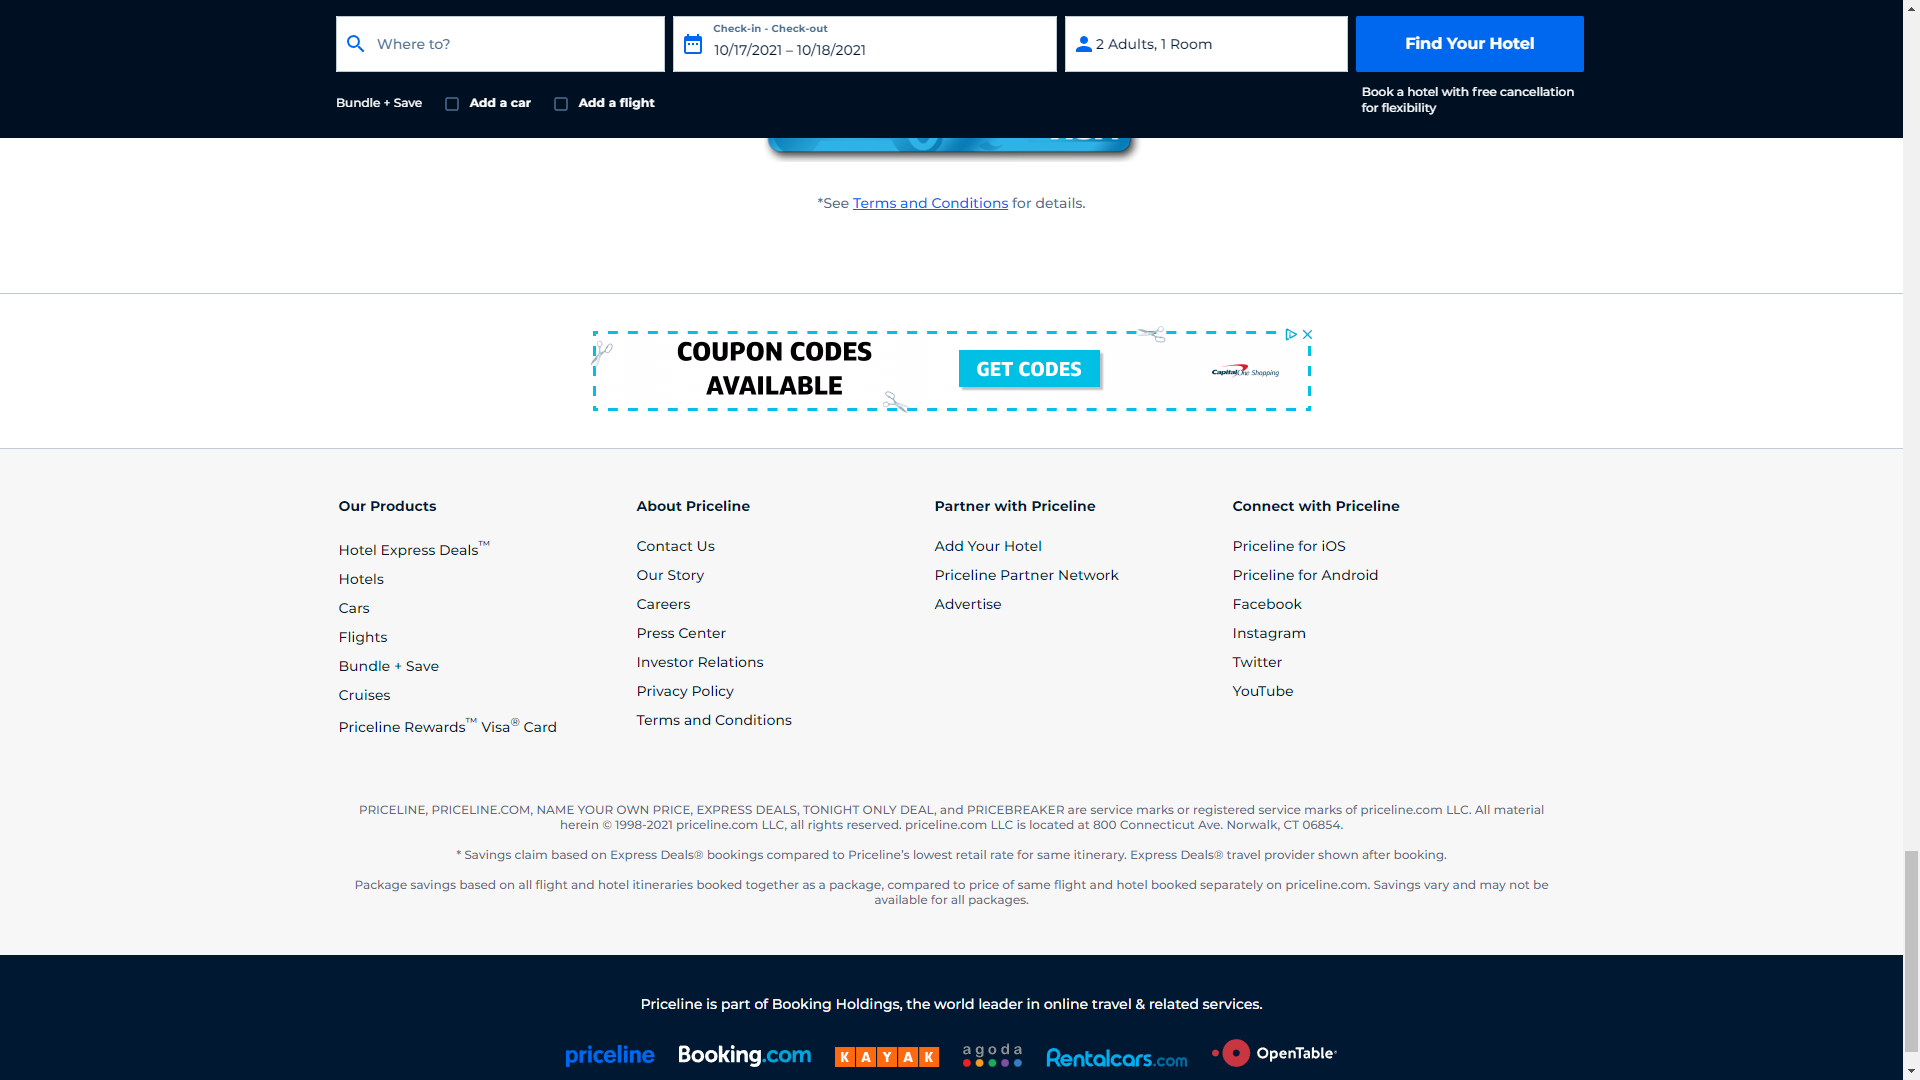 Where to?
Check-in - Check-out
10/17/2021 – 10/18/2021
2 Adults, 1 Room
Find Your Hotel
Bundle + Save
Add a car
Add a flight
Book a hotel with free cancellation
for flexibility
*See Terms and Conditions for details.
COUPON CODES
AVAILABLE
GET CODES
Capital One Shopping
Our Products
Hotel Express Deals™
Hotels
Cars
Flights
Bundle + Save
Cruises
Priceline Rewards™ Visa® Card
About Priceline
Contact Us
Our Story
Careers
Press Center
Investor Relations
Privacy Policy
Terms and Conditions
Partner with Priceline
Add Your Hotel
Priceline Partner Network
Advertise
Connect with Priceline
Priceline for iOS
Priceline for Android
Facebook
Instagram
Twitter
YouTube
PRICELINE, PRICELINE.COM, NAME YOUR OWN PRICE, EXPRESS DEALS, TONIGHT ONLY DEAL, and PRICEBREAKER are service marks or registered service marks of priceline.com LLC. All material
herein © 1998-2021 priceline.com LLC, all rights reserved. priceline.com LLC is located at 800 Connecticut Ave. Norwalk, CT 06854.
* Savings claim based on Express Deals® bookings compared to Priceline’s lowest retail rate for same itinerary. Express Deals® travel provider shown after booking.
Package savings based on all flight and hotel itineraries booked together as a package, compared to price of same flight and hotel booked separately on priceline.com. Savings vary and may not be
available for all packages.
Priceline is part of Booking Holdings, the world leader in online travel & related services.
priceline
Booking.com
KAYAK
agoda
Rentalcars.com
OpenTable